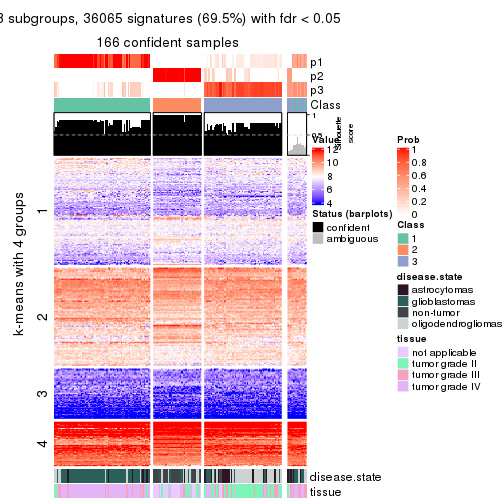 3 subgroups, 36065 signatures (69.5%) with fdr < 0.05
166 confident samples
p1
p2
p3
Class
1
Silhouette
score
k-means with 4 groups
1
2
3
4
disease.state
tissue
Value
12
10
8
6
4
Status (barplots)
confident
ambiguous
Prob
1
0.8
0.6
0.4
0.2
0
Class
1
2
3
disease.state
astrocytomas
glioblastomas
non-tumor
oligodendrogliomas
tissue
not applicable
tumor grade II
tumor grade III
tumor grade IV